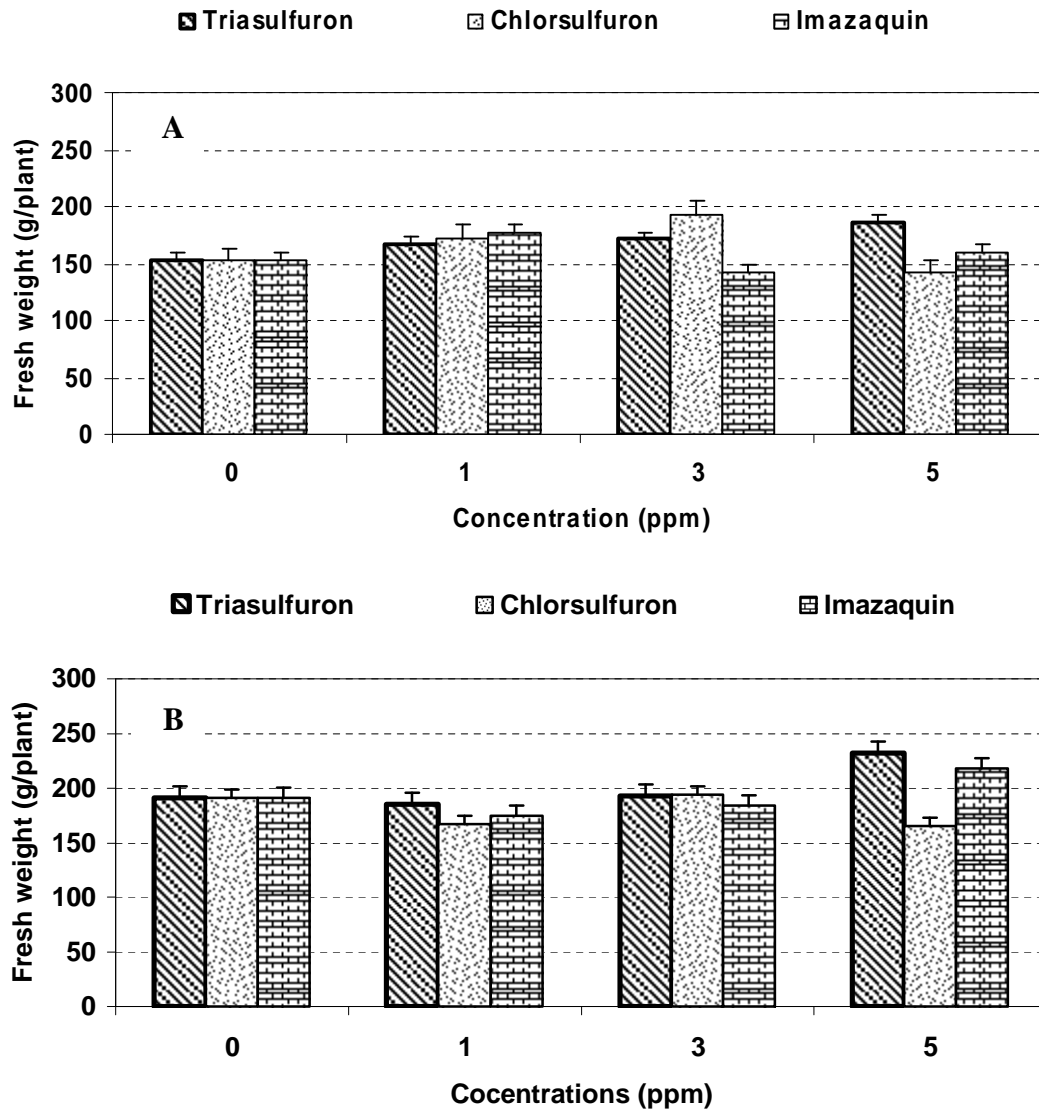 Triasulfuron Chlorsulfuron Imazaquin
A
Fresh weight (g/plant)
300
250
200
150
100
50
0
0 1 3 5
Concentration (ppm)
Triasulfuron Chlorsulfuron Imazaquin
B
Fresh weight (g/plant)
300
250
200
150
100
50
0
0 1 3 5
Cocentrations (ppm)